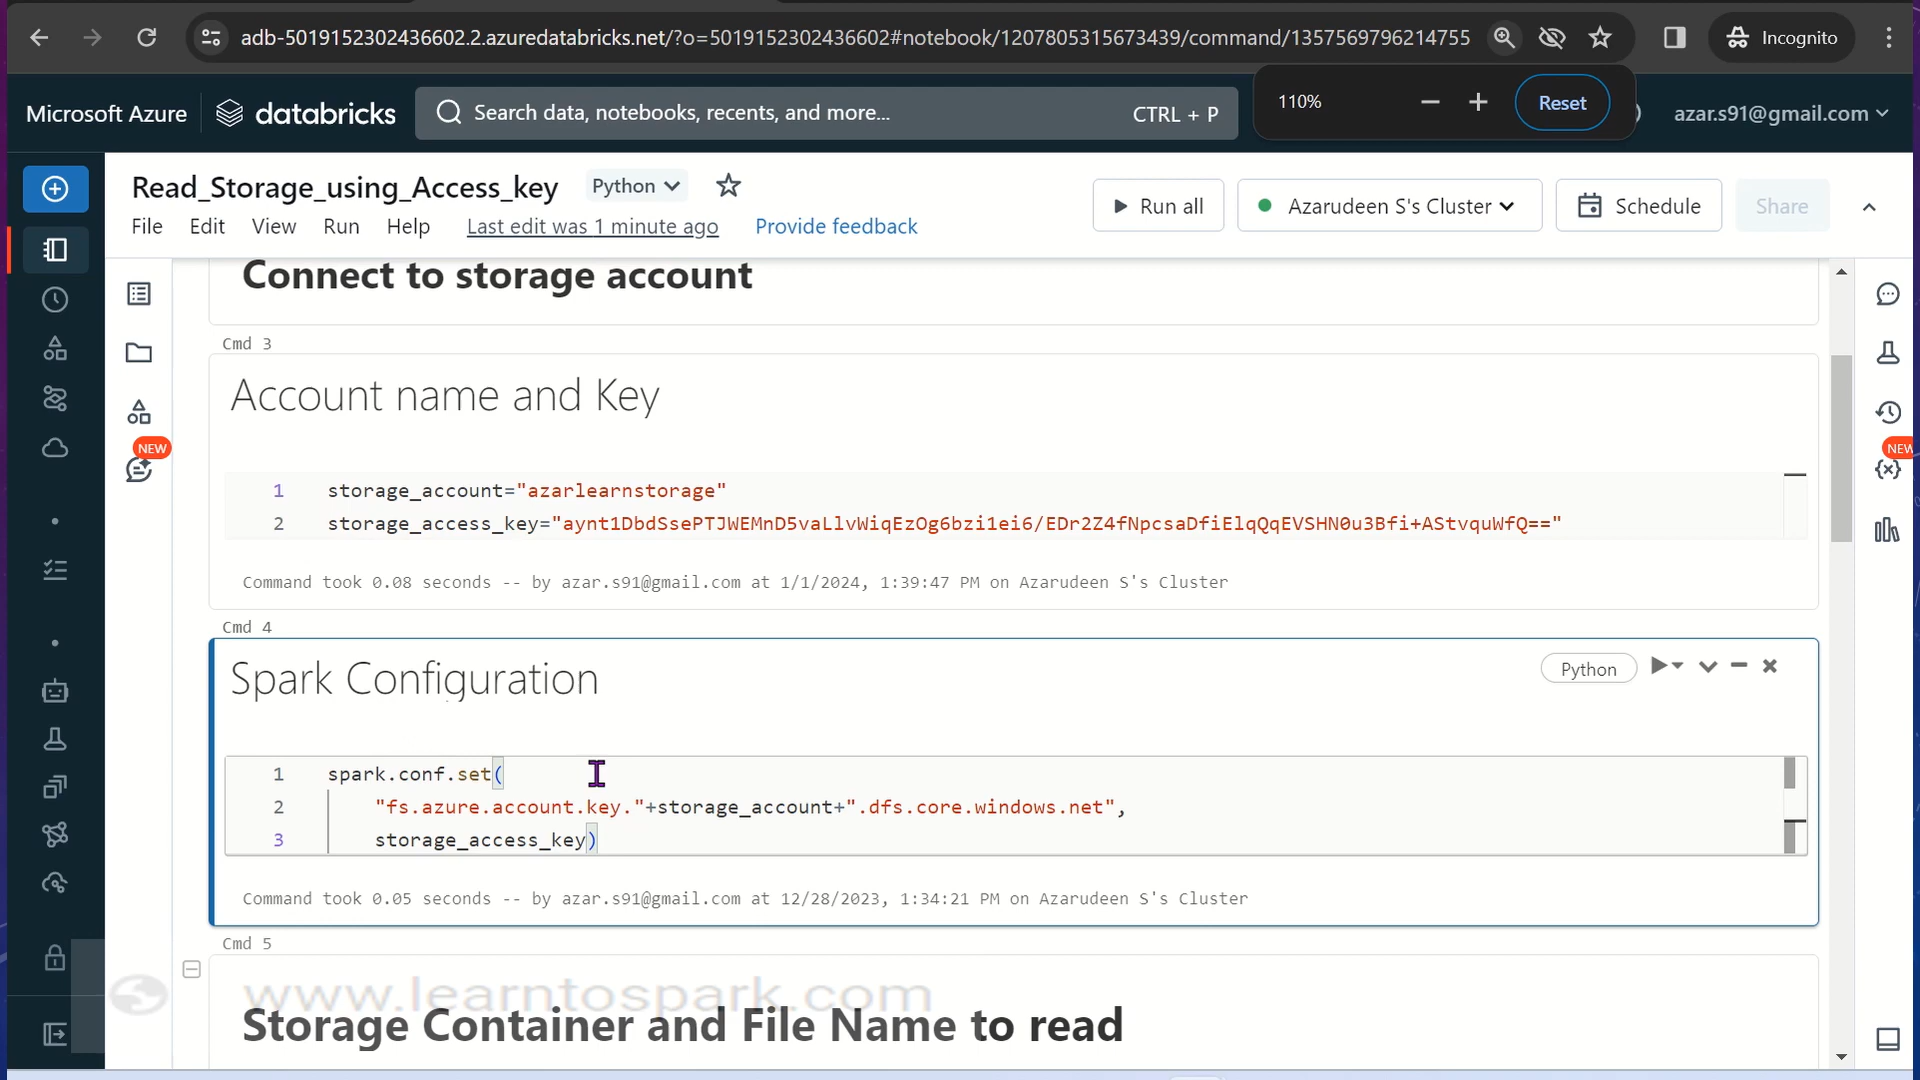 adb-5019152302436602.2.azuredatabricks.net/?o=5019152302436602#notebook/1207805315673439/command/1357569796214755
Incognito
Microsoft Azure
databricks
Search data, notebooks, recents, and more...
CTRL + P
110%
Reset
azar.s91@gmail.com
Read_Storage_using_Access_key
Python
File Edit View Run Help Last edit was 1 minute ago Provide feedback
Run all
Azarudeen S's Cluster
Schedule
Share
Connect to storage account
NEW
NEW
Cmd 3
Account name and Key
1 storage_account="azarlearnstorage"
2 storage_access_key="aynt1DbdSsePTJWEMnD5vaLlvWiqEzOg6bzi1ei6/EDr2Z4fNpcsaDfiElqQqEVSHN0u3Bfi+AStvquWfQ=="
Command took 0.08 seconds -- by azar.s91@gmail.com at 1/1/2024, 1:39:47 PM on Azarudeen S's Cluster
Cmd 4
Spark Configuration
Python
1 spark.conf.set(
2 "fs.azure.account.key."+storage_account+".dfs.core.windows.net",
3 storage_access_key)
Command took 0.05 seconds -- by azar.s91@gmail.com at 12/28/2023, 1:34:21 PM on Azarudeen S's Cluster
Cmd 5
www.learntospark.com
Storage Container and File Name to read